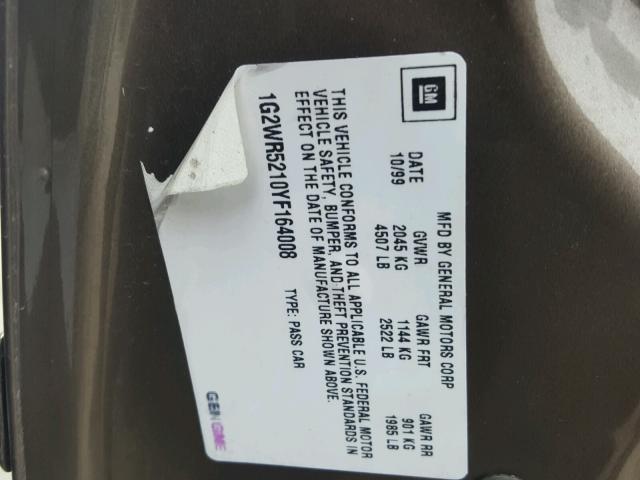 GM
MFD BY GENERAL MOTORS CORP
DATE GVWR GAWR FRT GAWR RR
10/99 2045 KG 1144 KG 901 KG
4507 LB 2522 LB 1985 LB
THIS VEHICLE CONFORMS TO ALL APPLICABLE U.S. FEDERAL MOTOR
VEHICLE SAFETY, BUMPER, AND THEFT PREVENTION STANDARDS IN
EFFECT ON THE DATE OF MANUFACTURE SHOWN ABOVE.
1G2WR5210YF164008 TYPE: PASS CAR